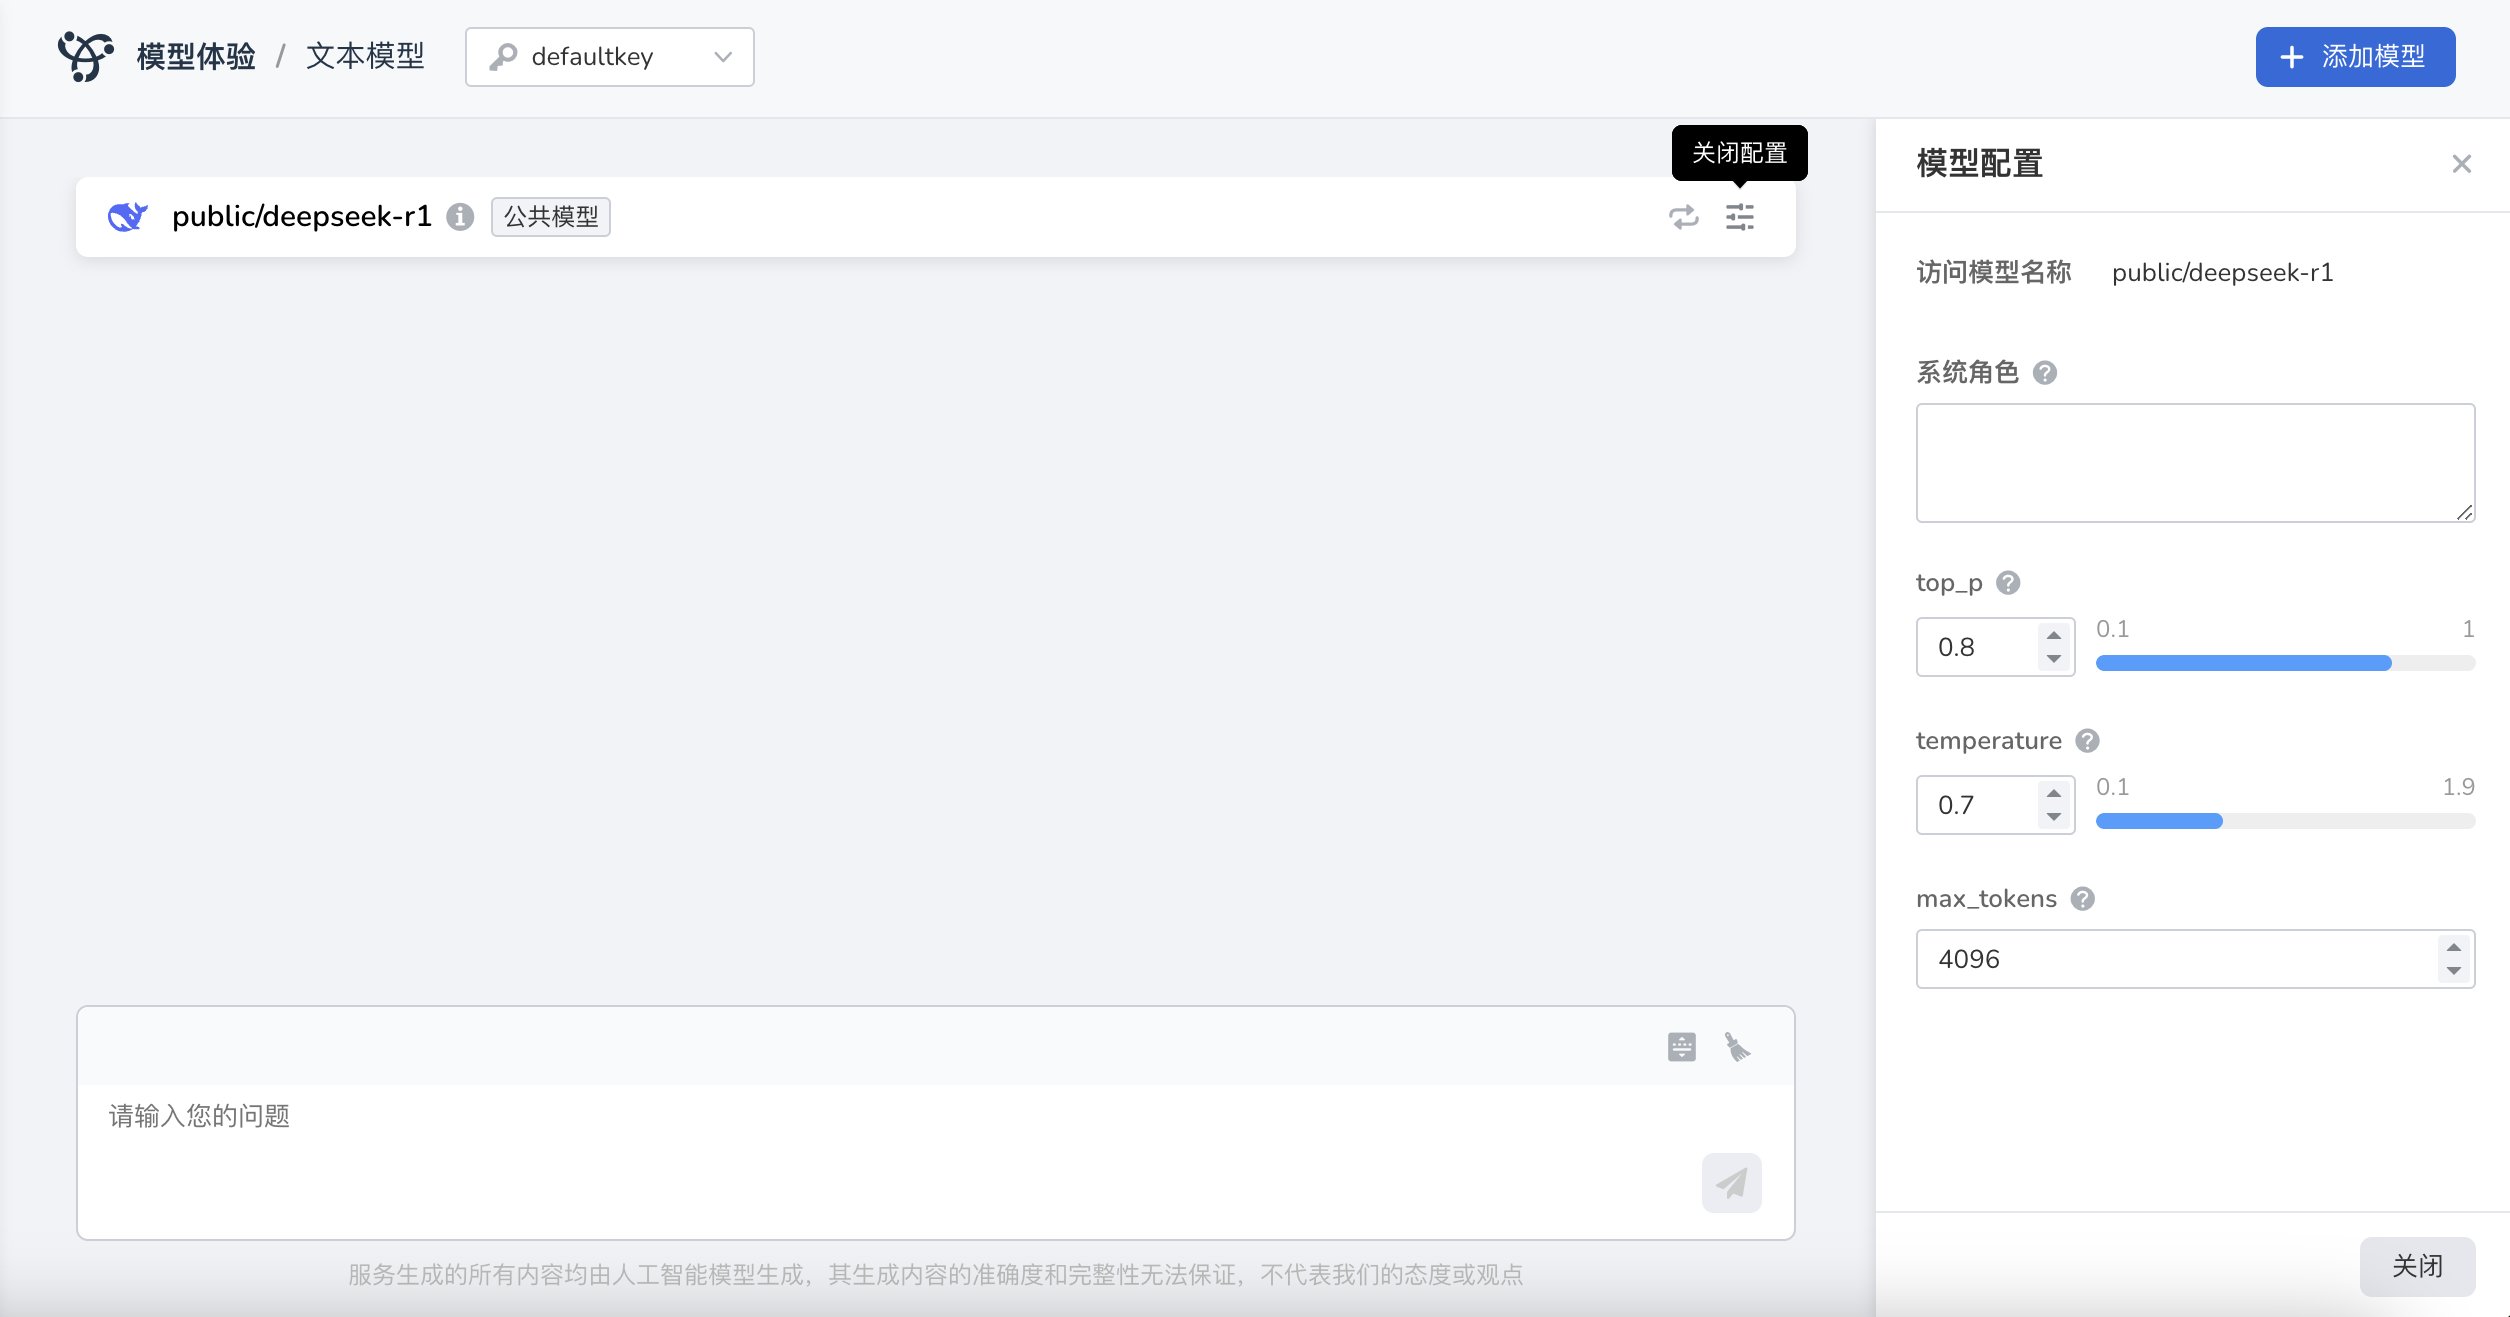 模型体验 / 文本模型
defaultkey
添加模型
关闭配置
public/deepseek-r1 公共模型
模型配置
访问模型名称 public/deepseek-r1
系统角色
top_p
0.8
0.1 1
temperature
0.7
0.1 1.9
max_tokens
4096
请输入您的问题
服务生成的所有内容均由人工智能模型生成，其生成内容的准确度和完整性无法保证，不代表我们的态度或观点
关闭